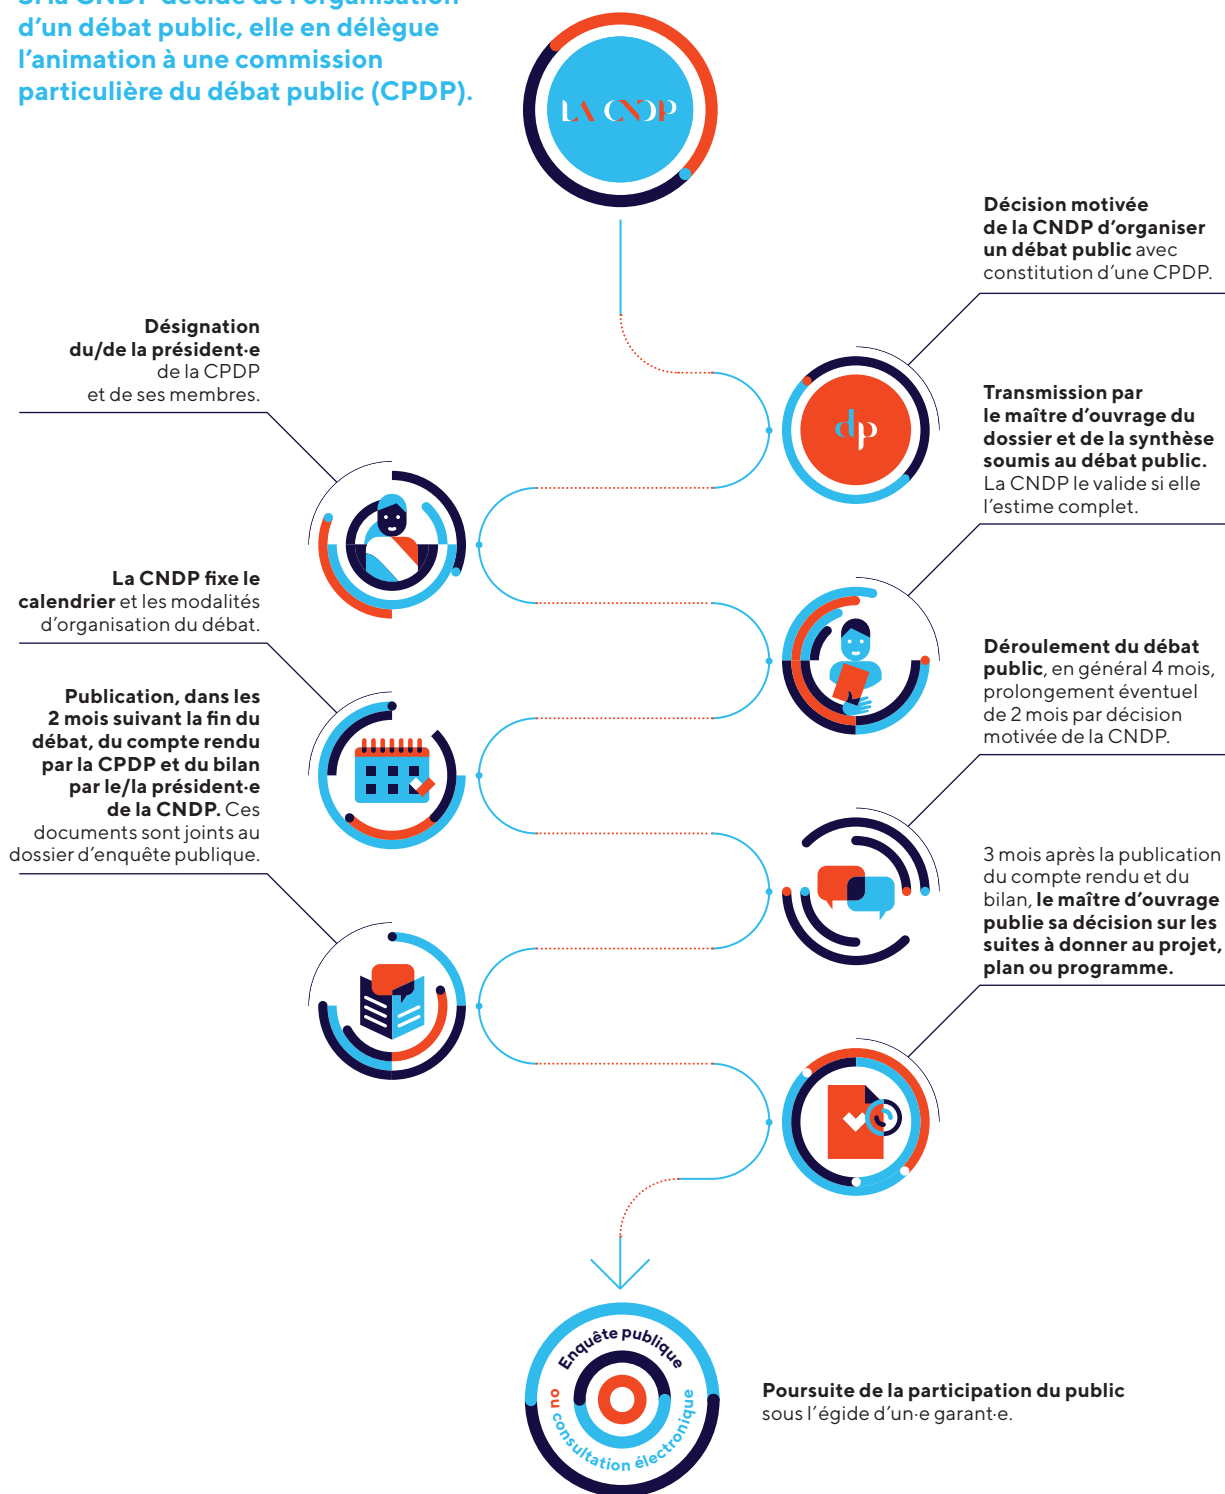 Si la CNDP décide de l'organisation
d'un débat public, elle en délègue
l'animation à une commission
particulière du débat public (CPDP).
LA CNDP
Décision motivée
de la CNDP d'organiser
un débat public avec
constitution d'une CPDP.
dp
Désignation
du/de la président·e
de la CPDP
et de ses membres.
Transmission par
le maître d'ouvrage du
dossier et de la synthèse
soumis au débat public.
La CNDP le valide si elle
l'estime complet.
La CNDP fixe le
calendrier et les modalités
d'organisation du débat.
Déroulement du débat
public, en général 4 mois,
prolongement éventuel
de 2 mois par décision
motivée de la CNDP.
Publication, dans les
2 mois suivant la fin du
débat, du compte rendu
par la CPDP et du bilan
par le/la président·e
de la CNDP. Ces
documents sont joints au
dossier d'enquête publique.
3 mois après la publication
du compte rendu et du
bilan, le maître d'ouvrage
publie sa décision sur les
suites à donner au projet,
plan ou programme.
Enquête publique
ou consultation électronique
Poursuite de la participation du public
sous l'égide d'un·e garant·e.